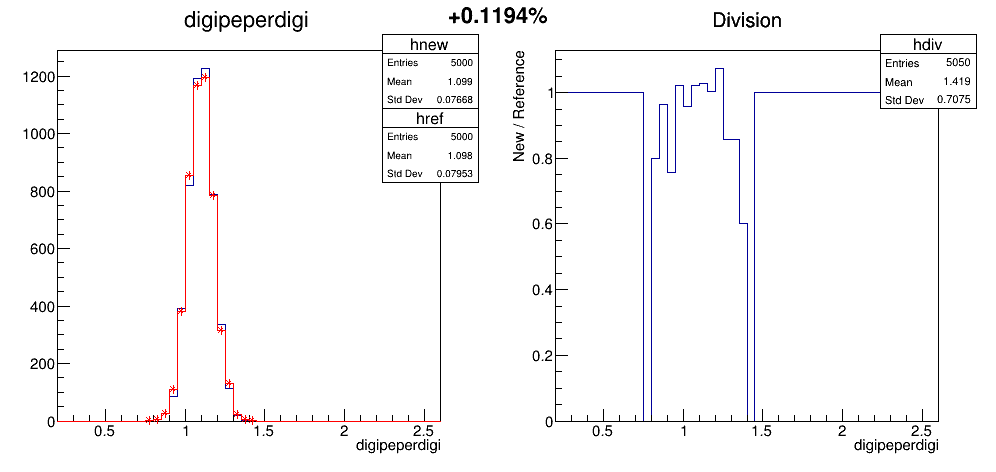 +0.1194%
digipeperdigi
hnew
Entries 5000
Mean 1.099
Std Dev 0.07668
href
Entries 5000
Mean 1.098
Std Dev 0.07953
1200
1000
800
600
400
200
0
0.5 1 1.5 2 2.5
digipeperdigi
Division
hdiv
Entries 5050
Mean 1.419
Std Dev 0.7075
New / Reference
1
0.8
0.6
0.4
0.2
0
0.5 1 1.5 2 2.5
digipeperdigi